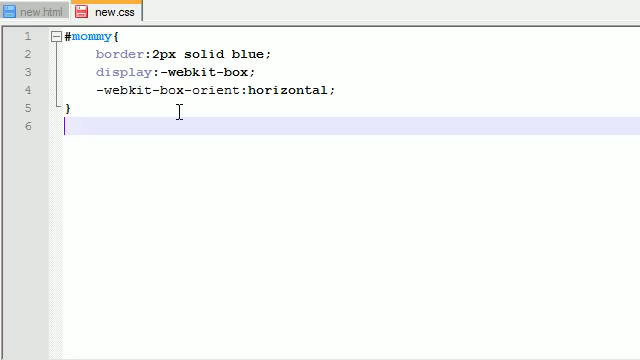 new.html new.css
1 #mommy{
2 border:2px solid blue;
3 display:-webkit-box;
4 -webkit-box-orient:horizontal;
5 }
6